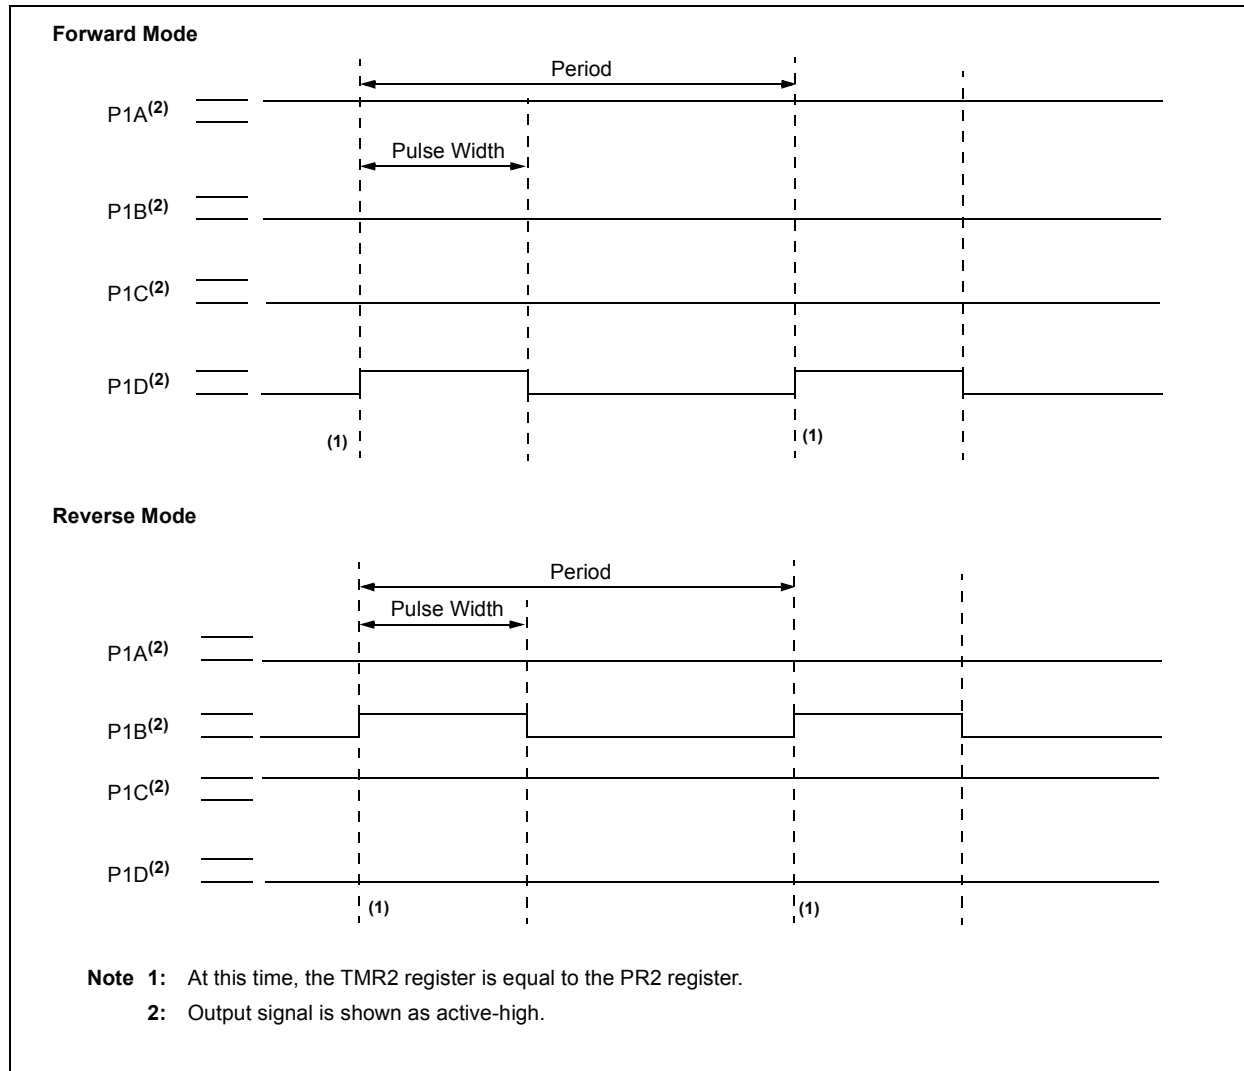 Forward Mode
Period
P1A(2)
Pulse Width
P1B(2)
P1C(2)
P1D(2)
(1) (1)
Reverse Mode
Period
Pulse Width
P1A(2)
P1B(2)
P1C(2)
P1D(2)
(1) (1)
Note 1: At this time, the TMR2 register is equal to the PR2 register.
2: Output signal is shown as active-high.